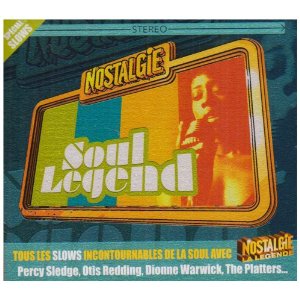 SPÉCIAL
SLOWS
STEREO
NOSTALGIE
Soul
Legend
TOUS LES SLOWS INCONTOURNABLES DE LA SOUL AVEC
NOSTALGIE
LA LEGENDE
Percy Sledge, Otis Redding, Dionne Warwick, The Platters...